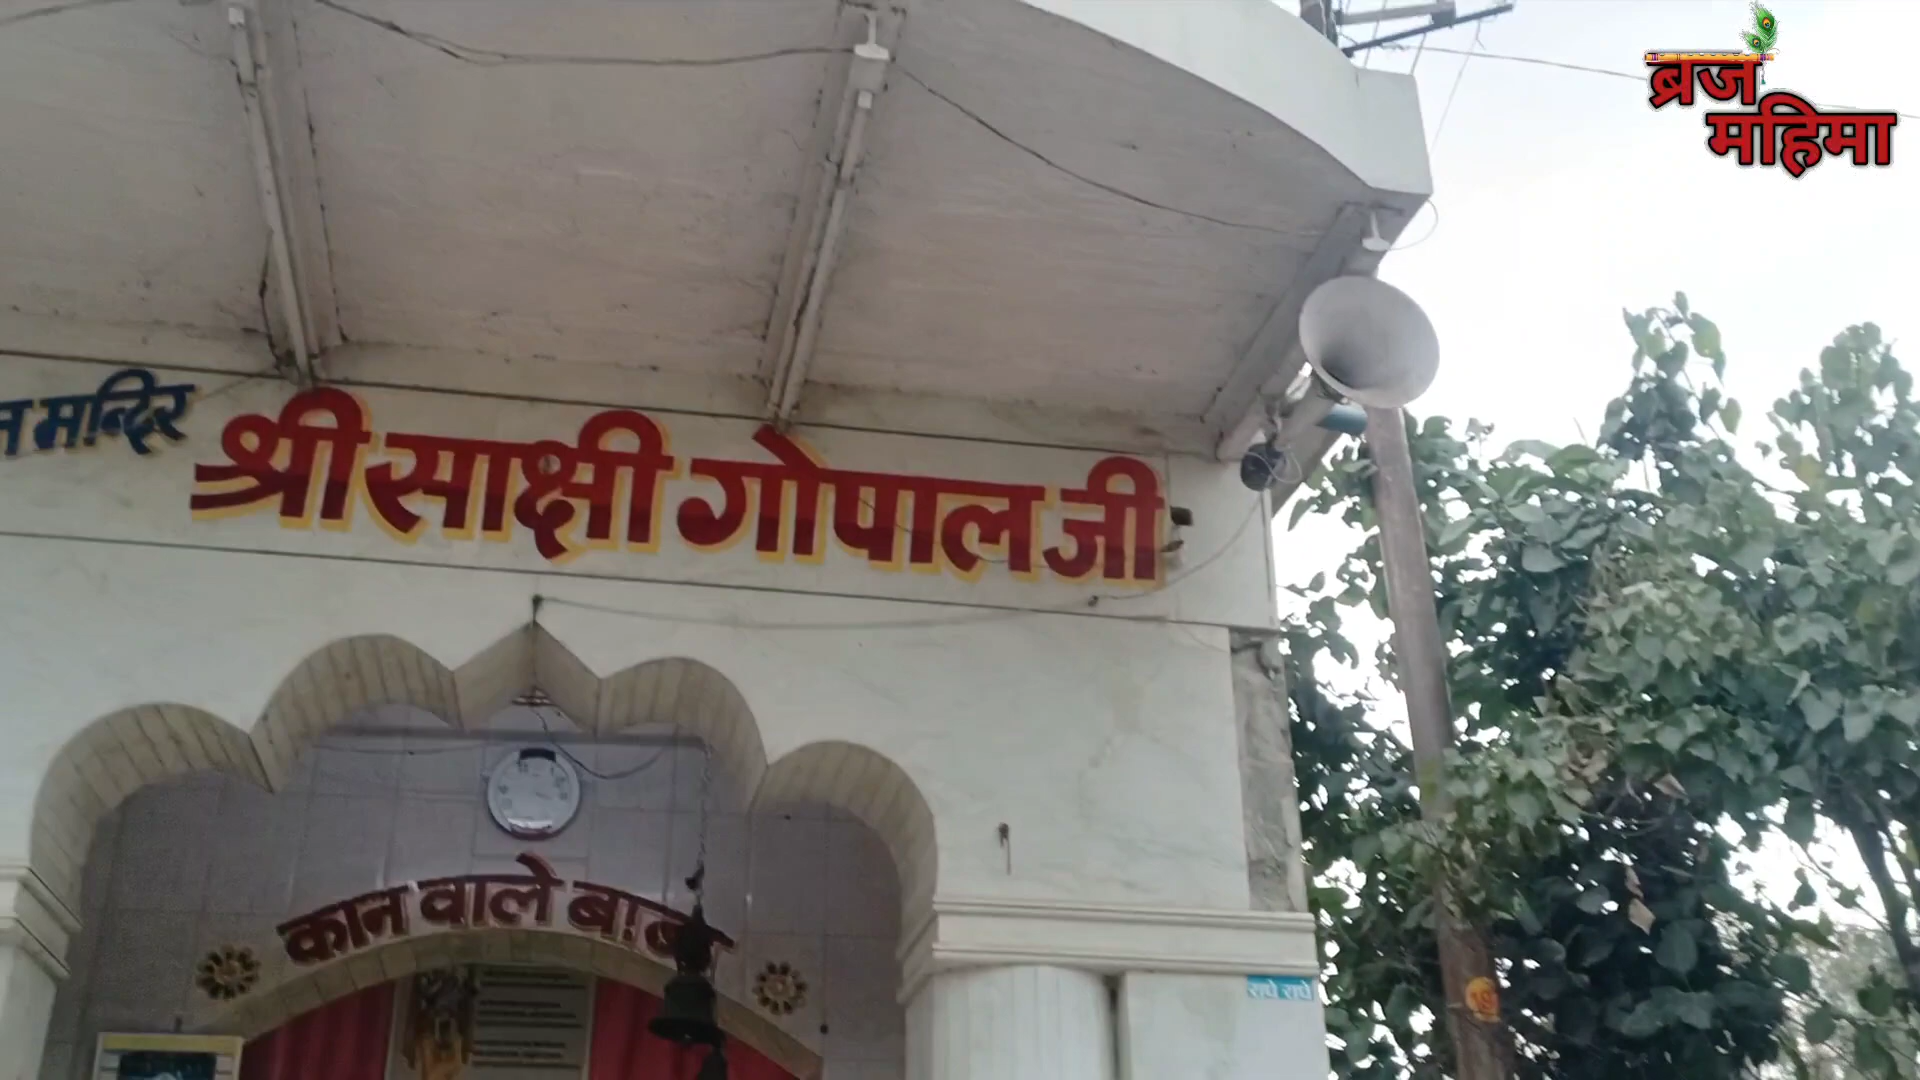 ब्रज
महिमा
मन्दिर श्री साक्षी गोपाल जी
कान वाले बाबा
राधे राधे